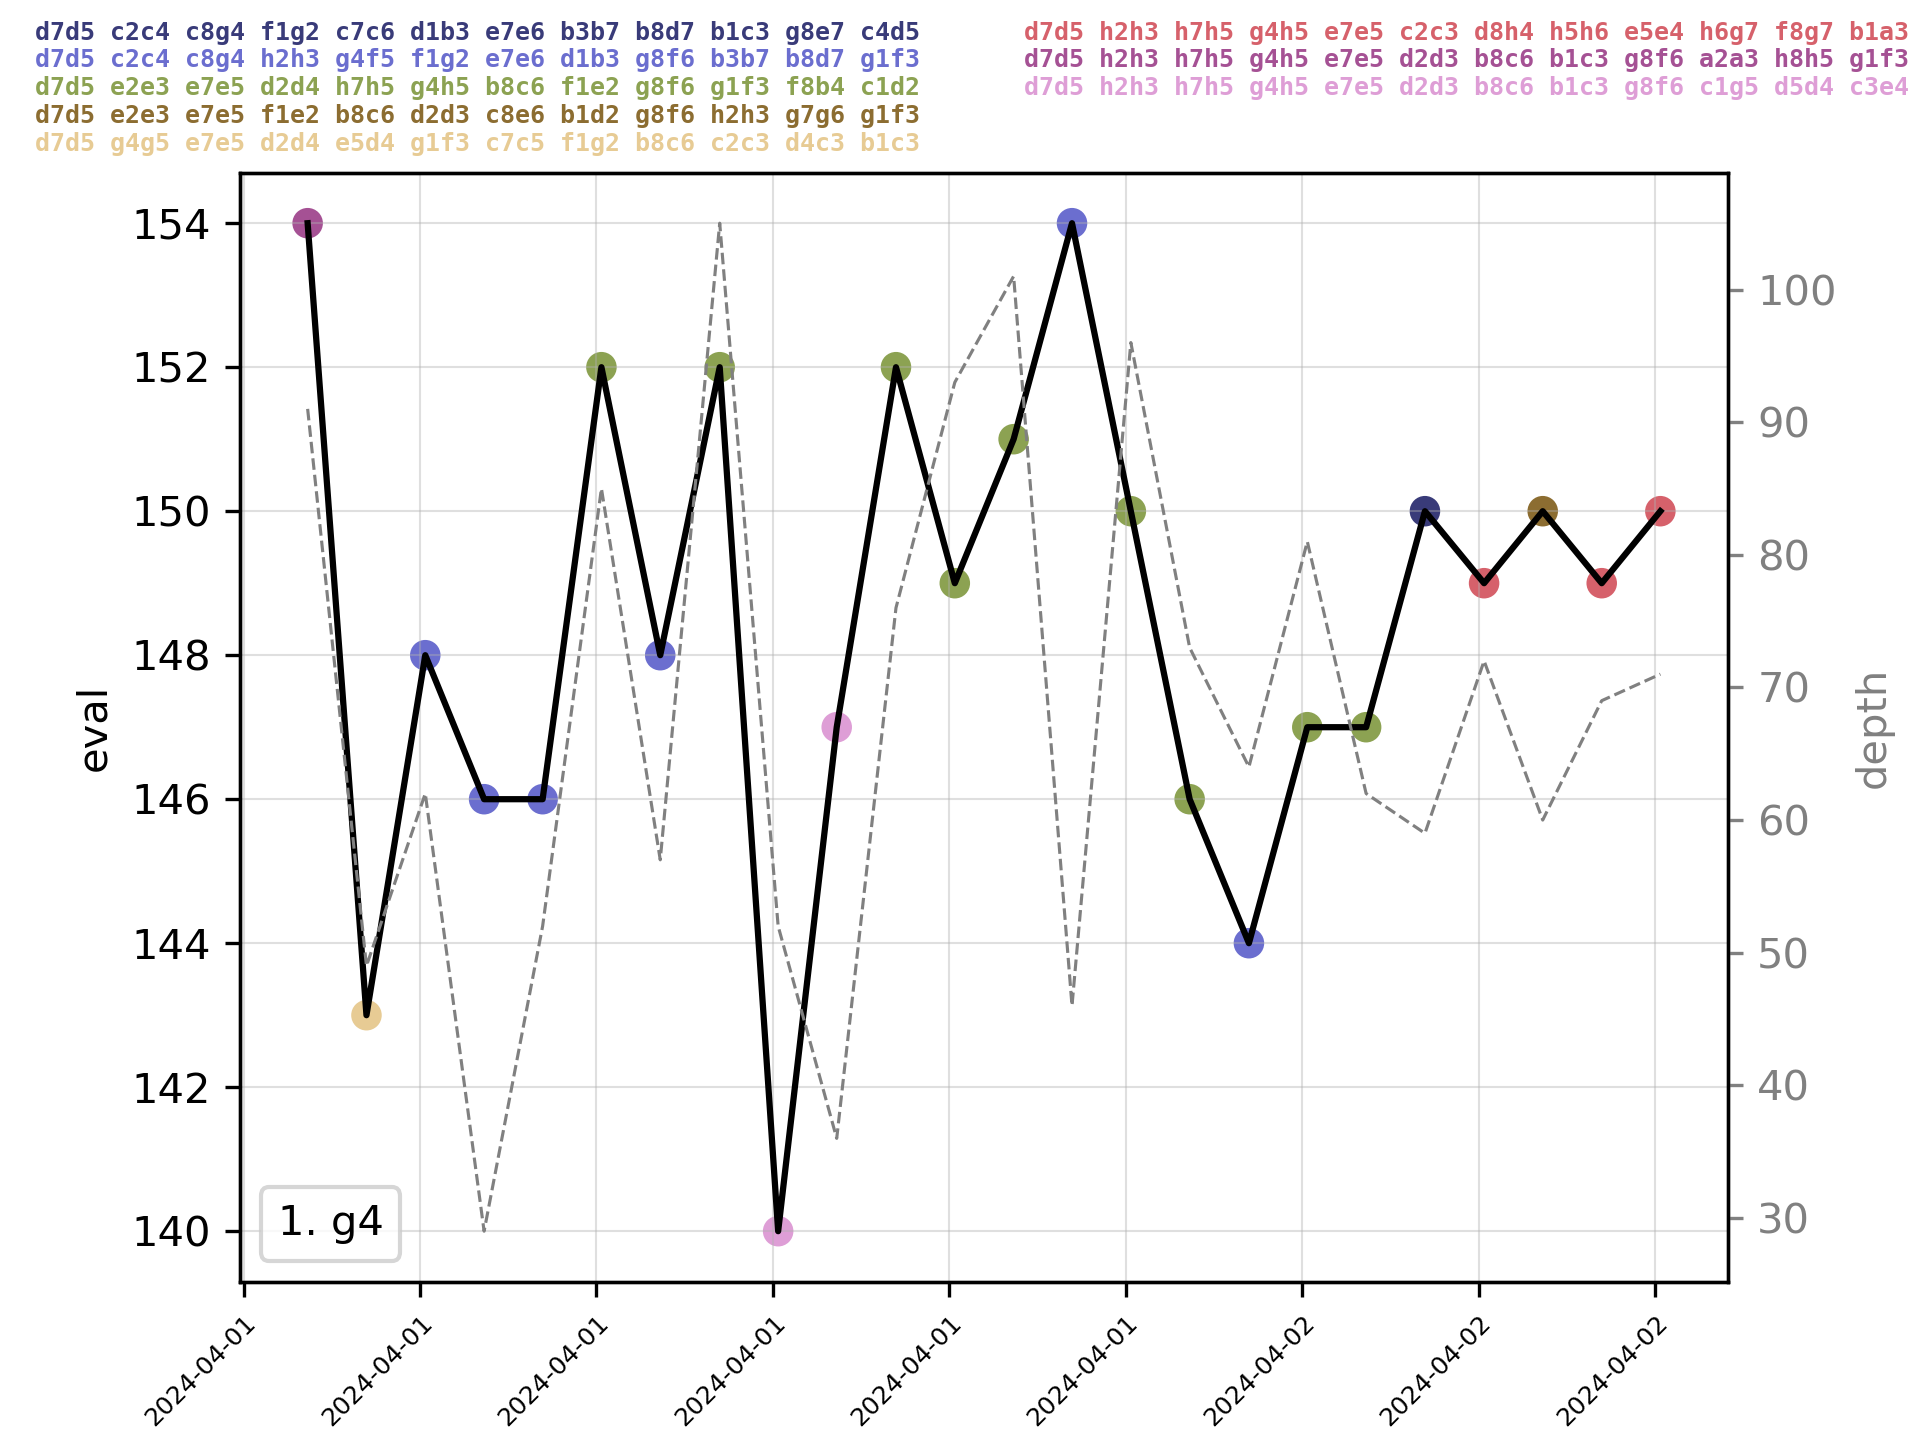 d7d5 c2c4 c8g4 f1g2 c7c6 d1b3 e7e6 b3b7 b8d7 b1c3 g8e7 c4d5
d7d5 c2c4 c8g4 h2h3 g4f5 f1g2 e7e6 d1b3 g8f6 b3b7 b8d7 g1f3
d7d5 e2e3 e7e5 d2d4 h7h5 g4h5 b8c6 f1e2 g8f6 g1f3 f8b4 c1d2
d7d5 e2e3 e7e5 f1e2 b8c6 d2d3 c8e6 b1d2 g8f6 h2h3 g7g6 g1f3
d7d5 g4g5 e7e5 d2d4 e5d4 g1f3 c7c5 f1g2 b8c6 c2c3 d4c3 b1c3
d7d5 h2h3 h7h5 g4h5 e7e5 c2c3 d8h4 h5h6 e5e4 h6g7 f8g7 b1a3
d7d5 h2h3 h7h5 g4h5 e7e5 d2d3 b8c6 b1c3 g8f6 a2a3 h8h5 g1f3
d7d5 h2h3 h7h5 g4h5 e7e5 d2d3 b8c6 b1c3 g8f6 c1g5 d5d4 c3e4
154
152
150
148
146
144
142
140
eval
100
90
80
70
60
50
40
30
depth
1. g4
2024-04-01
2024-04-01
2024-04-01
2024-04-01
2024-04-01
2024-04-01
2024-04-02
2024-04-02
2024-04-02